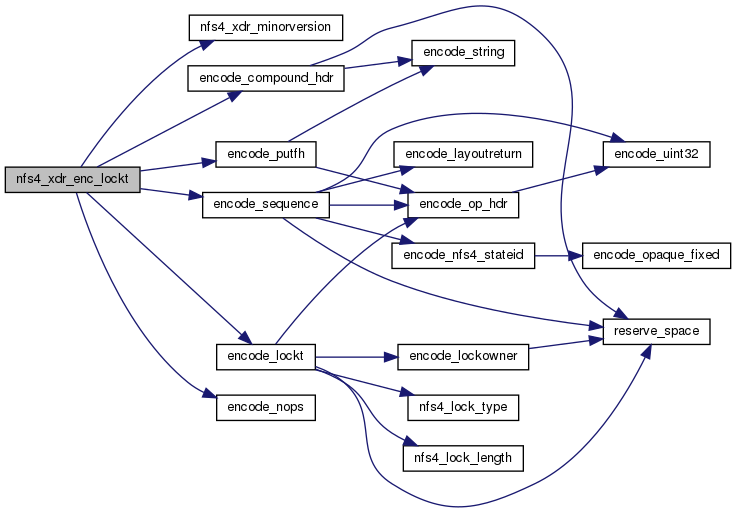 nfs4_xdr_minorversion
encode_compound_hdr
encode_string
encode_putfh
encode_layoutreturn
encode_uint32
nfs4_xdr_enc_lockt
encode_sequence
encode_op_hdr
encode_nfs4_stateid
encode_opaque_fixed
reserve_space
encode_lockt
encode_lockowner
encode_nops
nfs4_lock_type
nfs4_lock_length